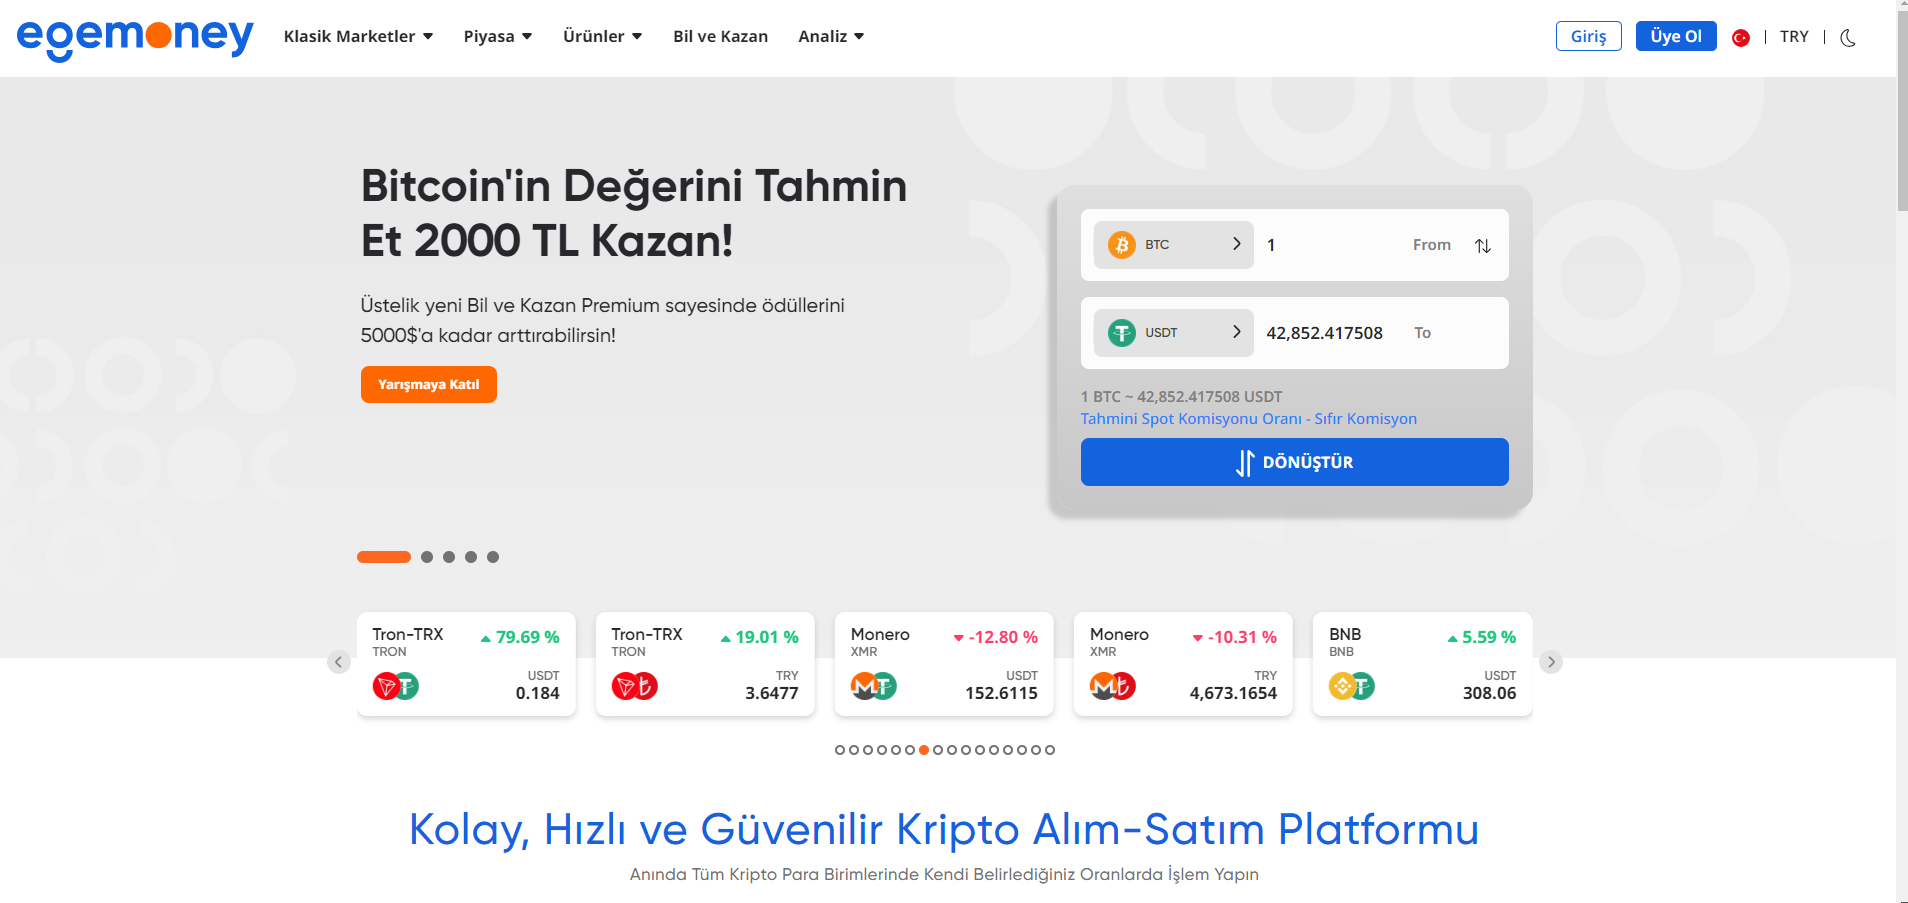 egemoney
Klasik Marketler
Piyasa
Ürünler
Bil ve Kazan
Analiz
Giriş
Üye Ol
TRY
Bitcoin'in Değerini Tahmin
Et 2000 TL Kazan!
Üstelik yeni Bil ve Kazan Premium sayesinde ödüllerini
5000$'a kadar arttırabilirsin!
Yarışmaya Katıl
BTC
1
From
USDT
42,852.417508
To
1 BTC ~ 42,852.417508 USDT
Tahmini Spot Komisyonu Oranı - Sıfır Komisyon
DÖNÜŞTÜR
Tron-TRX
79.69 %
TRON
USDT
0.184
Tron-TRX
19.01 %
TRON
TRY
3.6477
Monero
-12.80 %
XMR
USDT
152.6115
Monero
-10.31 %
XMR
TRY
4,673.1654
BNB
5.59 %
BNB
USDT
308.06
Kolay, Hızlı ve Güvenilir Kripto Alım-Satım Platformu
Anında Tüm Kripto Para Birimlerinde Kendi Belirlediğiniz Oranlarda İşlem Yapın